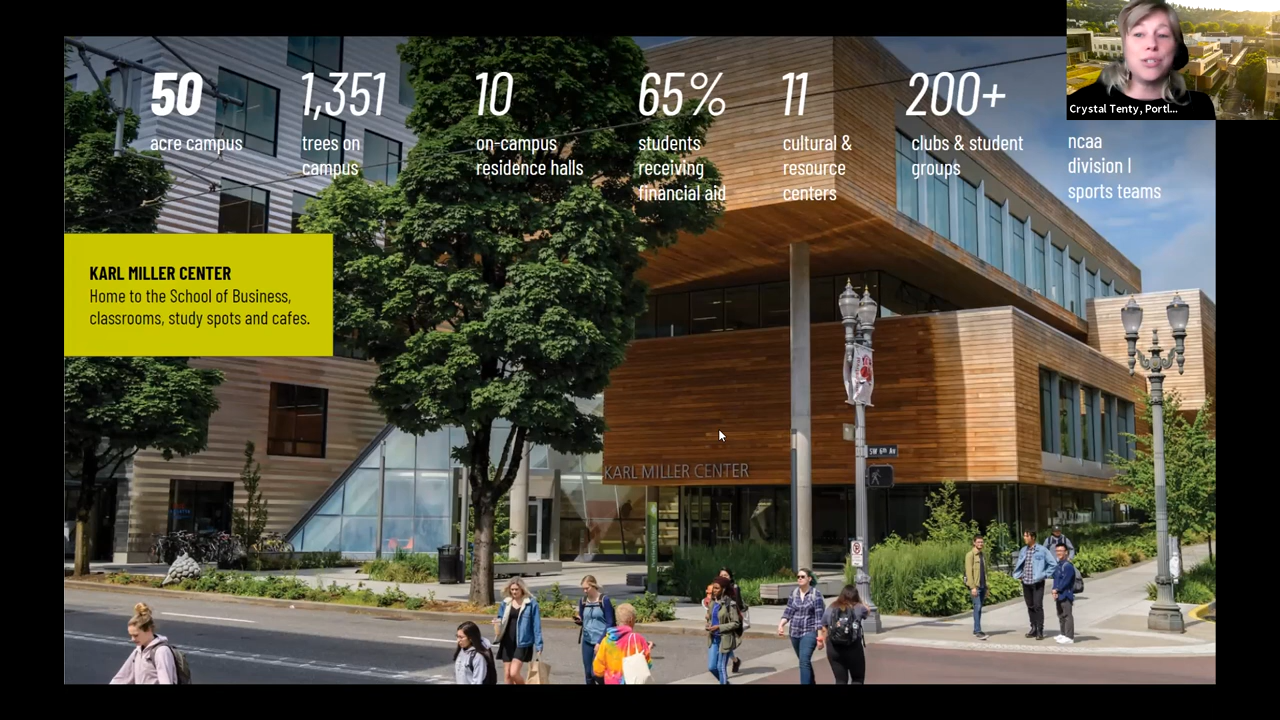 50
acre campus
1,351
trees on
campus
10
on-campus
residence halls
65%
students
receiving
financial aid
11
cultural &
resource
centers
200+
clubs & student
groups
ncaa
division I
sports teams
Crystal Tenty, Portl...
KARL MILLER CENTER
Home to the School of Business,
classrooms, study spots and cafes.
SW 6th Av
KARL MILLER CENTER